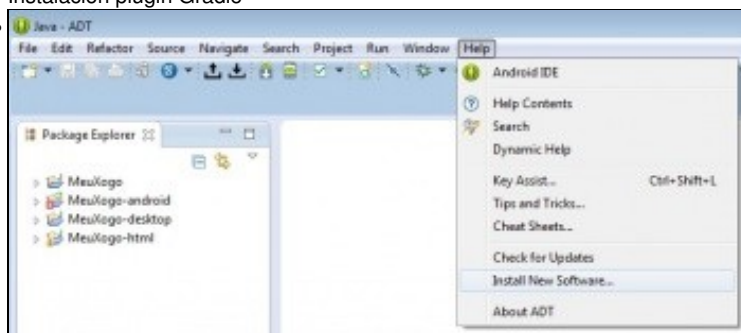 Instalación plugin Gradle
Java - ADT
File Edit Refactor Source Navigate Search Project Run Window Help
Android IDE
Help Contents
Search
Dynamic Help
Key Assist... Ctrl+Shift+L
Tips and Tricks...
Cheat Sheets...
Check for Updates
Install New Software...
About ADT
Package Explorer
MeuXogo
MeuXogo-android
MeuXogo-desktop
MeuXogo-html